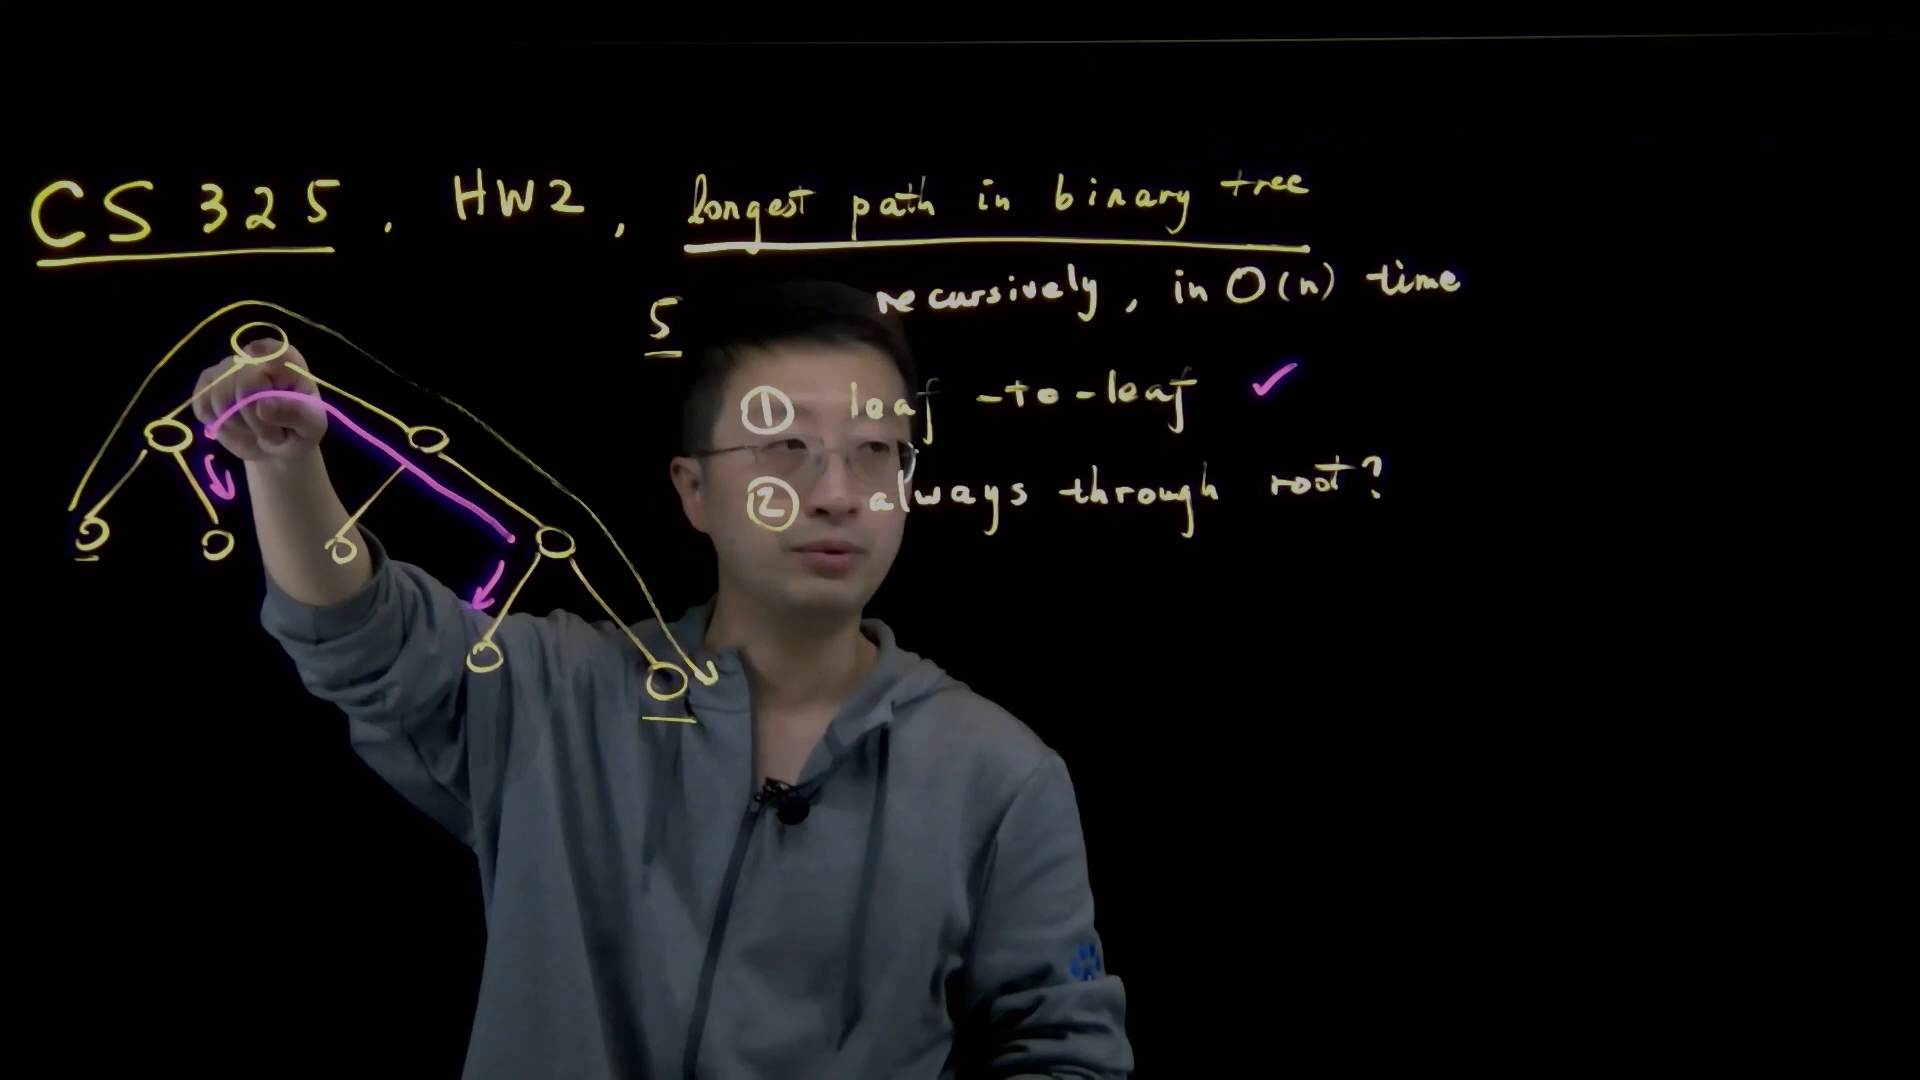 CS 325, HW2, longest path in binary tree
recursively, in O(n) time
5
① leaf-to-leaf ✓
② always through root?